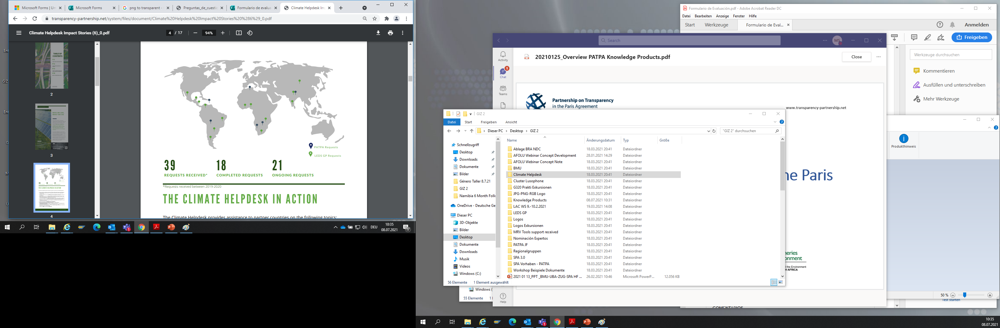 Microsoft Forms | Um
Microsoft Forms
png to transparent -
Preguntas_de_cuestic
Formulario de evalua
Climate Helpdesk Im
transparency-partnership.net/system/files/document/Climate%20Helpdesk%20Impact%20Stories%20%286%29_0.pdf
Climate Helpdesk Impact Stories (6)_0.pdf
4 / 17
94%
TABLE OF
CONTENTS
2
3
4
PATPA Requests
LEDS GP Requests
39
REQUESTS RECEIVED*
18
COMPLETED REQUESTS
21
ONGOING REQUESTS
*Requests received between 2019-2020
THE CLIMATE HELPDESK IN ACTION
The Climate Helpdesk provides assistance to partner countries on the following topics:
DEU
10:35
08.07.2021
17
Formulario de Evaluación.pdf - Adobe Acrobat Reader DC
Datei Bearbeiten Anzeige Fenster Hilfe
Start
Werkzeuge
Formulario de Eval...
Anmelden
Freigeben
Werkzeuge durchsuchen
Kommentieren
Ausfüllen und unterschreiben
Mehr Werkzeuge
Search
MS
Activity
1
Chat
Teams
Help
20210125_Overview PATPA Knowledge Products.pdf
Close
Partnership on Transparency
in the Paris Agreement
www.transparency-partnership.net
GIZ 2
Datei
Start
Freigeben
Ansicht
Dieser PC > Desktop > GIZ 2
"GIZ 2" durchsuchen
Schnellzugriff
Desktop
Downloads
Dokumente
Bilder
Género Taller 8.7.21
GIZ 2
Namibia 6 Month Foll
OneDrive - Deutsche Ge
Dieser PC
3D-Objekte
Bilder
Desktop
Dokumente
Downloads
Musik
Videos
Windows (C:)
Name Änderungsdatum Typ Größe
Ablage BRA NDC 18.03.2021 20:41 Dateiordner
AFOLU Webinar Concept Development 28.01.2021 14:29 Dateiordner
AFOLU Webinar Concept Note 18.03.2021 20:41 Dateiordner
BMU 18.03.2021 20:41 Dateiordner
Climate Helpdesk 18.03.2021 20:41 Dateiordner
Cluster Lusophone 18.03.2021 20:41 Dateiordner
G320 Prakti Exkursionen 18.03.2021 20:41 Dateiordner
JPG-PNG-RGB Logo 18.03.2021 20:41 Dateiordner
Knowledge Products 08.07.2021 10:31 Dateiordner
LAC WS 9.-10.2.2021 19.03.2021 14:08 Dateiordner
LEDS GP 18.03.2021 20:41 Dateiordner
Logos 18.03.2021 20:41 Dateiordner
Logos Exkursionen 18.03.2021 20:41 Dateiordner
MRV Tools support received 18.03.2021 20:41 Dateiordner
Nominación Expertos 18.03.2021 20:41 Dateiordner
PATPA JF 18.03.2021 20:41 Dateiordner
Regionalgruppen 18.03.2021 20:41 Dateiordner
SPA 3.0 18.03.2021 20:41 Dateiordner
SPA Vorhaben - PATPA 18.03.2021 20:41 Dateiordner
Workshop Beispiele Dokumente 18.03.2021 20:41 Dateiordner
2021 01 13_PPT _BMU-UBA-ZUG-SPA HF ... 26.02.2021 10:46 Microsoft PowerP... 12.056 KB
56 Elemente 1 Element ausgewählt
Windows (
55 Elemente 1
Produkthinweis
he Paris
eries
onment
d the Environment
H AFRICA
50 %
Test starten
COMENTARIOS
10:35
08.07.2021